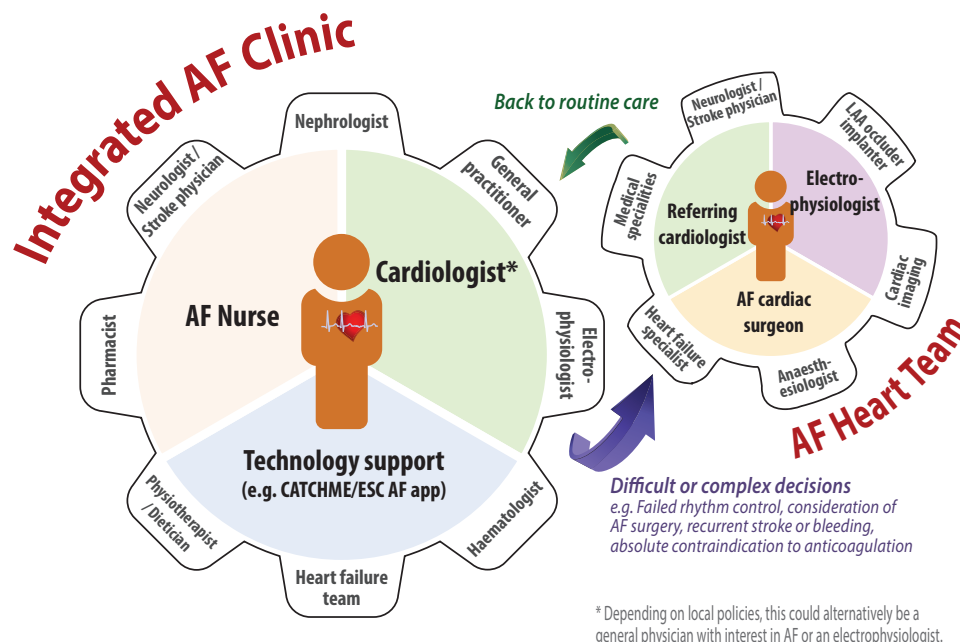 Integrated AF Clinic
Nephrologist
General
practitioner
Electro-
physiologist
Haematologist
Heart failure
team
Physiotherapist
/ Dietician
Pharmacist
Neurologist /
Stroke physician
AF Nurse
Cardiologist*
Technology support
(e.g. CATCHME/ESC AF app)
Back to routine care
Neurologist /
Stroke physician
LAA occluder
implanter
Cardiac
imaging
Anaesth-
esiologist
Heart failure
specialist
Medical
specialities
Referring
cardiologist
Electro-
physiologist
AF cardiac
surgeon
AF Heart Team
Difficult or complex decisions
e.g. Failed rhythm control, consideration of
AF surgery, recurrent stroke or bleeding,
absolute contraindication to anticoagulation
* Depending on local policies, this could alternatively be a
general physician with interest in AF or an electrophysiologist.